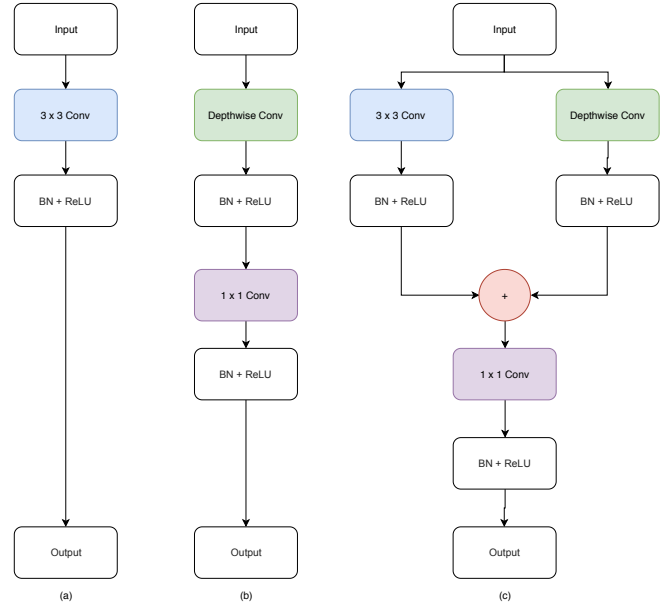 Input
3 x 3 Conv
BN + ReLU
Output
(a)
Input
Depthwise Conv
BN + ReLU
1 x 1 Conv
BN + ReLU
Output
(b)
Input
3 x 3 Conv
Depthwise Conv
BN + ReLU
BN + ReLU
+
1 x 1 Conv
BN + ReLU
Output
(c)